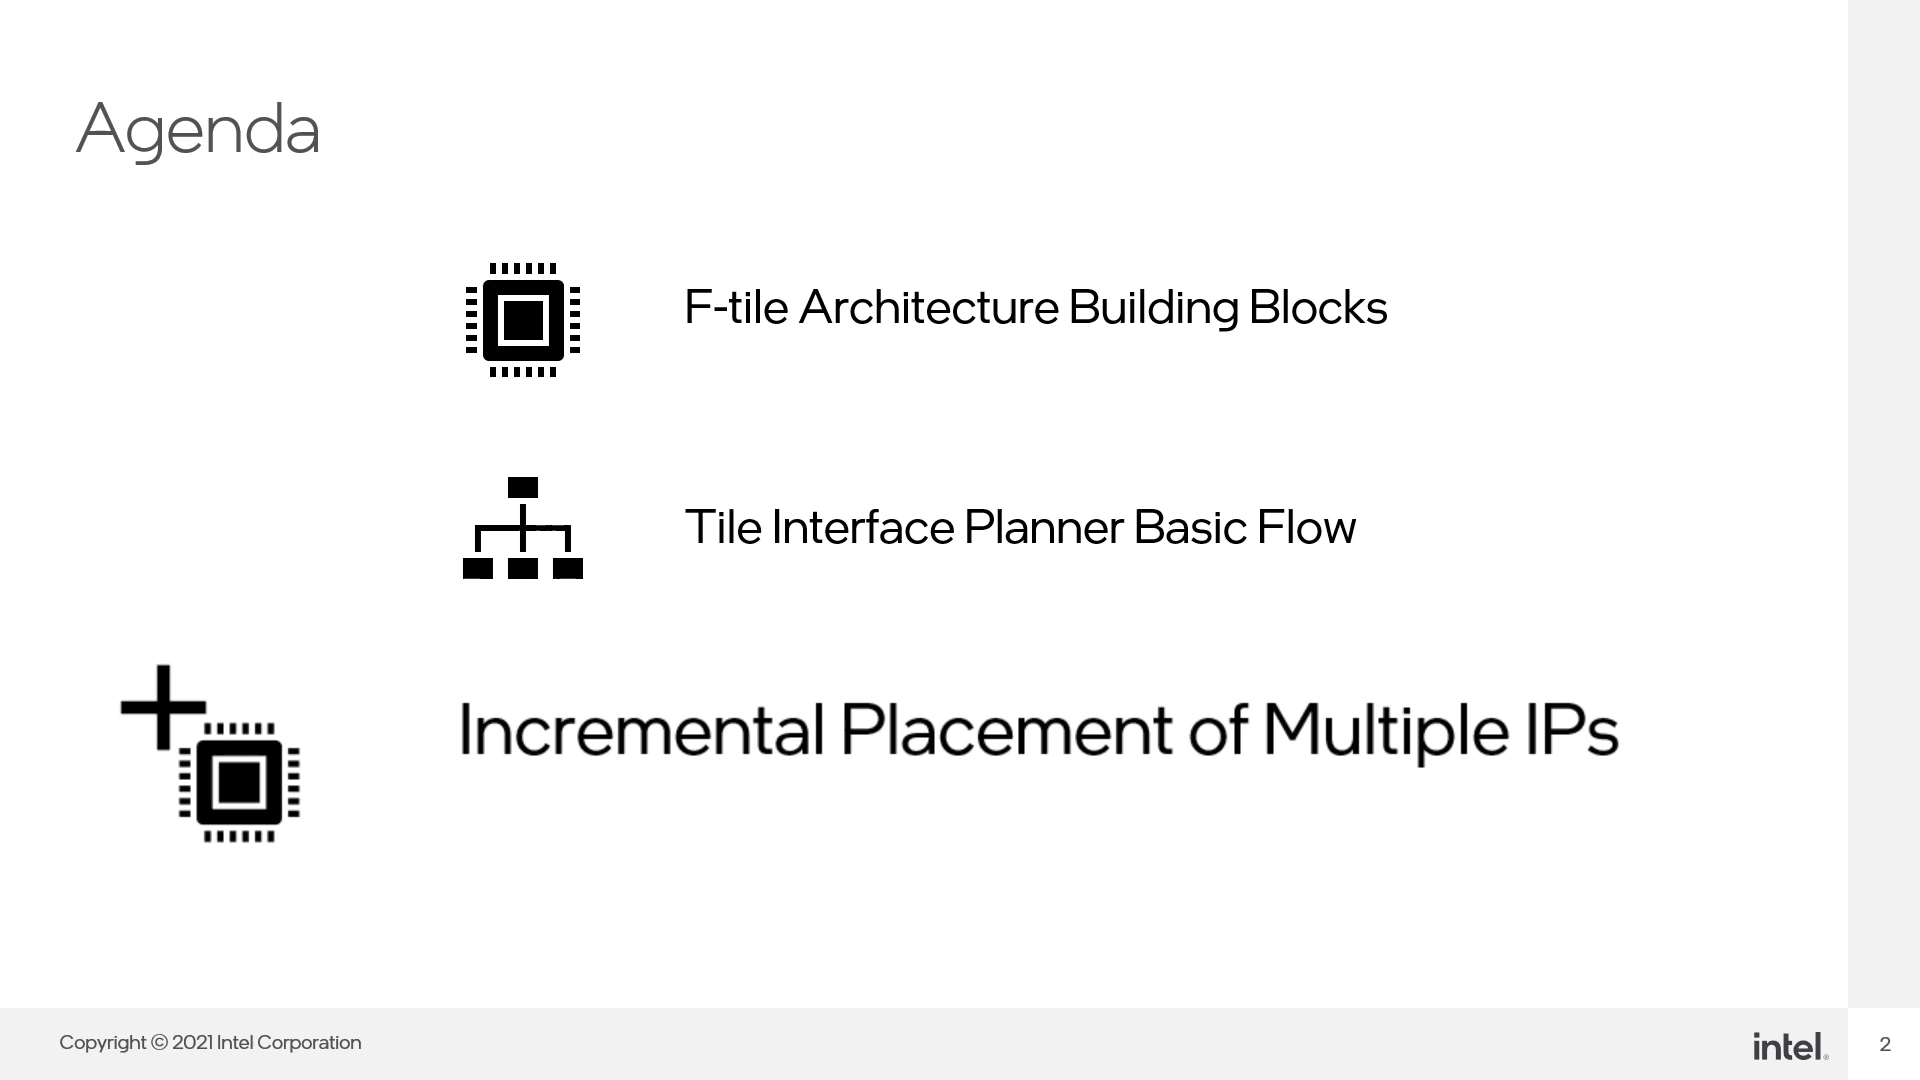 Agenda
F-tile Architecture Building Blocks
Tile Interface Planner Basic Flow
Incremental Placement of Multiple IPs
Copyright © 2021 Intel Corporation
intel®
2